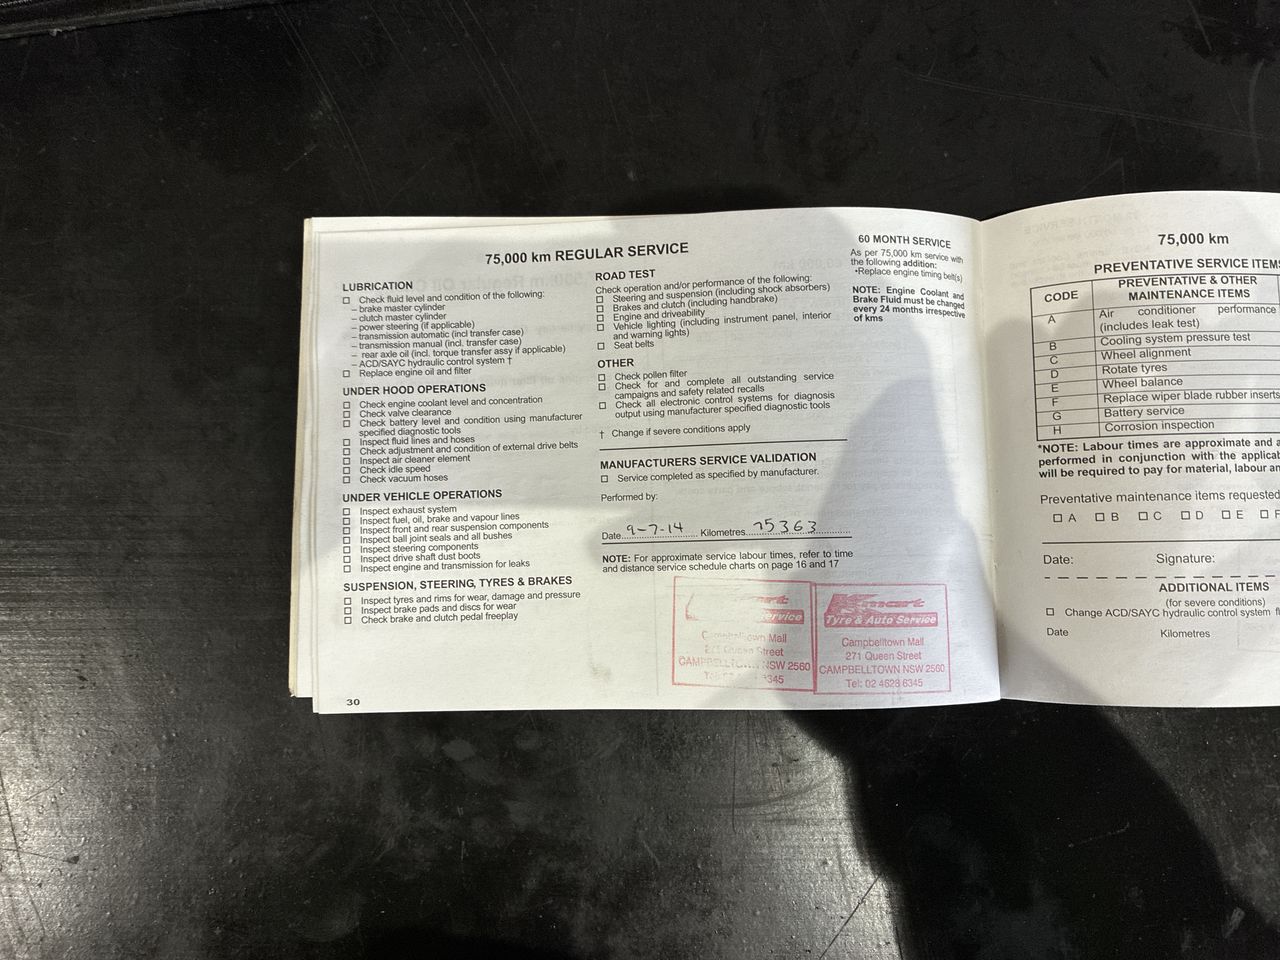 75,000 km REGULAR SERVICE
LUBRICATION
☐ Check fluid level and condition of the following:
– brake master cylinder
– clutch master cylinder
– power steering (if applicable)
– transmission automatic (incl transfer case)
– transmission manual (incl. transfer case)
– rear axle oil (incl. torque transfer assy if applicable)
– ACD/SAYC hydraulic control system †
☐ Replace engine oil and filter
UNDER HOOD OPERATIONS
☐ Check engine coolant level and concentration
☐ Check valve clearance
☐ Check battery level and condition using manufacturer
specified diagnostic tools
☐ Inspect fluid lines and hoses
☐ Check adjustment and condition of external drive belts
☐ Inspect air cleaner element
☐ Check idle speed
☐ Check vacuum hoses
UNDER VEHICLE OPERATIONS
☐ Inspect exhaust system
☐ Inspect fuel, oil, brake and vapour lines
☐ Inspect front and rear suspension components
☐ Inspect ball joint seals and all bushes
☐ Inspect steering components
☐ Inspect drive shaft dust boots
☐ Inspect engine and transmission for leaks
SUSPENSION, STEERING, TYRES & BRAKES
☐ Inspect tyres and rims for wear, damage and pressure
☐ Inspect brake pads and discs for wear
☐ Check brake and clutch pedal freeplay
30
ROAD TEST
Check operation and/or performance of the following:
☐ Steering and suspension (including shock absorbers)
☐ Brakes and clutch (including handbrake)
☐ Engine and driveability
☐ Vehicle lighting (including instrument panel, interior
and warning lights)
☐ Seat belts
OTHER
☐ Check pollen filter
☐ Check for and complete all outstanding service
campaigns and safety related recalls
☐ Check all electronic control systems for diagnosis
output using manufacturer specified diagnostic tools
† Change if severe conditions apply
MANUFACTURERS SERVICE VALIDATION
☐ Service completed as specified by manufacturer.
Performed by:
Date 9-7-14 Kilometres 75363
NOTE: For approximate service labour times, refer to time
and distance service schedule charts on page 16 and 17
ervice
Campbelltown Mall
Street
NSW 2560
345
Kmart
Tyre & Auto Service
Campbelltown Mall
271 Queen Street
CAMPBELLTOWN NSW 2560
Tel: 02 4628 6345
60 MONTH SERVICE
As per 75,000 km service with
the following addition:
•Replace engine timing belt(s)
NOTE: Engine Coolant and
Brake Fluid must be changed
every 24 months irrespective
of kms
75,000 km
PREVENTATIVE SERVICE ITEMS
CODE PREVENTATIVE & OTHER
MAINTENANCE ITEMS
A Air conditioner performance
(includes leak test)
B Cooling system pressure test
C Wheel alignment
D Rotate tyres
E Wheel balance
F Replace wiper blade rubber inserts
G Battery service
H Corrosion inspection
*NOTE: Labour times are approximate and a
performed in conjunction with the applicab
will be required to pay for material, labour an
Preventative maintenance items requested
☐ A ☐ B ☐ C ☐ D ☐ E ☐ F
Date: Signature:
ADDITIONAL ITEMS
(for severe conditions)
☐ Change ACD/SAYC hydraulic control system fl
Date Kilometres